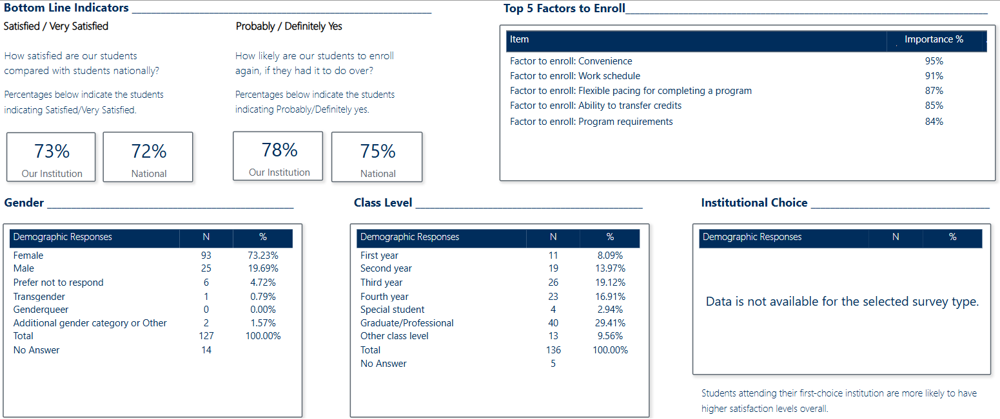 Bottom Line Indicators
Satisfied / Very Satisfied
How satisfied are our students
compared with students nationally?
Percentages below indicate the students
indicating Satisfied/Very Satisfied.
73%
Our Institution
72%
National
Probably / Definitely Yes
How likely are our students to enroll
again, if they had it to do over?
Percentages below indicate the students
indicating Probably/Definitely yes.
78%
Our Institution
75%
National
Top 5 Factors to Enroll
Item Importance %
Factor to enroll: Convenience 95%
Factor to enroll: Work schedule 91%
Factor to enroll: Flexible pacing for completing a program 87%
Factor to enroll: Ability to transfer credits 85%
Factor to enroll: Program requirements 84%
Gender
Demographic Responses N %
Female 93 73.23%
Male 25 19.69%
Prefer not to respond 6 4.72%
Transgender 1 0.79%
Genderqueer 0 0.00%
Additional gender category or Other 2 1.57%
Total 127 100.00%
No Answer 14
Class Level
Demographic Responses N %
First year 11 8.09%
Second year 19 13.97%
Third year 26 19.12%
Fourth year 23 16.91%
Special student 4 2.94%
Graduate/Professional 40 29.41%
Other class level 13 9.56%
Total 136 100.00%
No Answer 5
Institutional Choice
Demographic Responses N %
Data is not available for the selected survey type.
Students attending their first-choice institution are more likely to have
higher satisfaction levels overall.